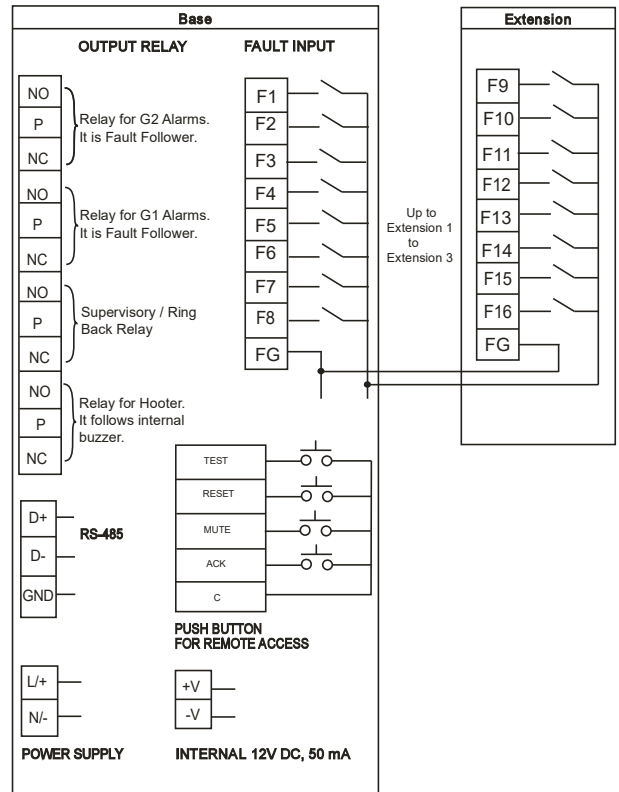 Base
OUTPUT RELAY
FAULT INPUT
NO
P
NC
Relay for G2 Alarms.
It is Fault Follower.
NO
P
NC
Relay for G1 Alarms.
It is Fault Follower.
NO
P
NC
Supervisory / Ring
Back Relay
NO
P
NC
Relay for Hooter.
It follows internal
buzzer.
F1
F2
F3
F4
F5
F6
F7
F8
FG
Up to
Extension 1
to
Extension 3
Extension
F9
F10
F11
F12
F13
F14
F15
F16
FG
D+
D-
GND
RS-485
TEST
RESET
MUTE
ACK
C
PUSH BUTTON
FOR REMOTE ACCESS
L/+
N/-
POWER SUPPLY
+V
-V
INTERNAL 12V DC, 50 mA